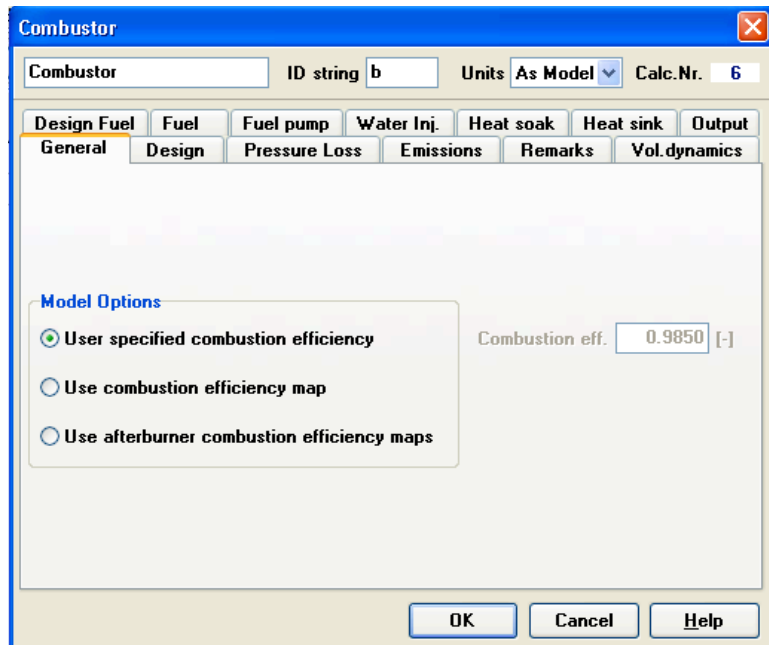 Combustor
Combustor ID string b Units As Model Calc.Nr. 6
Design Fuel Fuel Fuel pump Water Inj. Heat soak Heat sink Output
General Design Pressure Loss Emissions Remarks Vol.dynamics
Model Options
User specified combustion efficiency Combustion eff. 0.9850 [-]
Use combustion efficiency map
Use afterburner combustion efficiency maps
OK Cancel Help